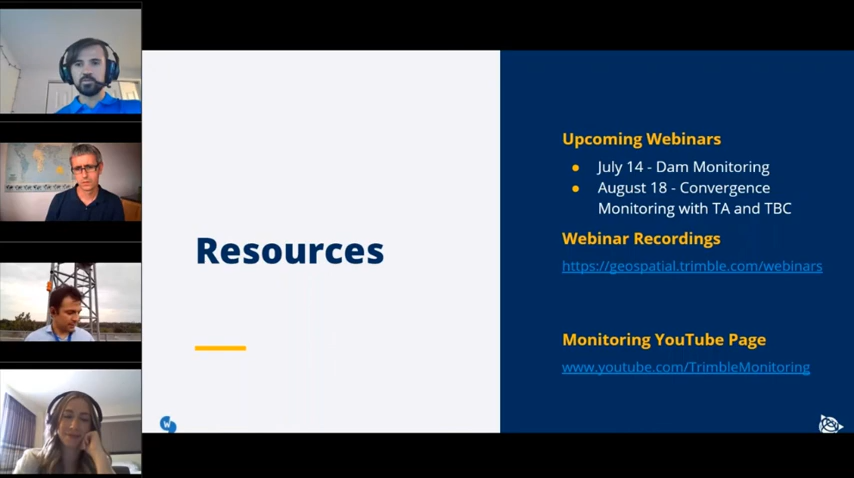 Resources
Upcoming Webinars
July 14 - Dam Monitoring
August 18 - Convergence
Monitoring with TA and TBC
Webinar Recordings
https://geospatial.trimble.com/webinars
Monitoring YouTube Page
www.youtube.com/TrimbleMonitoring
W